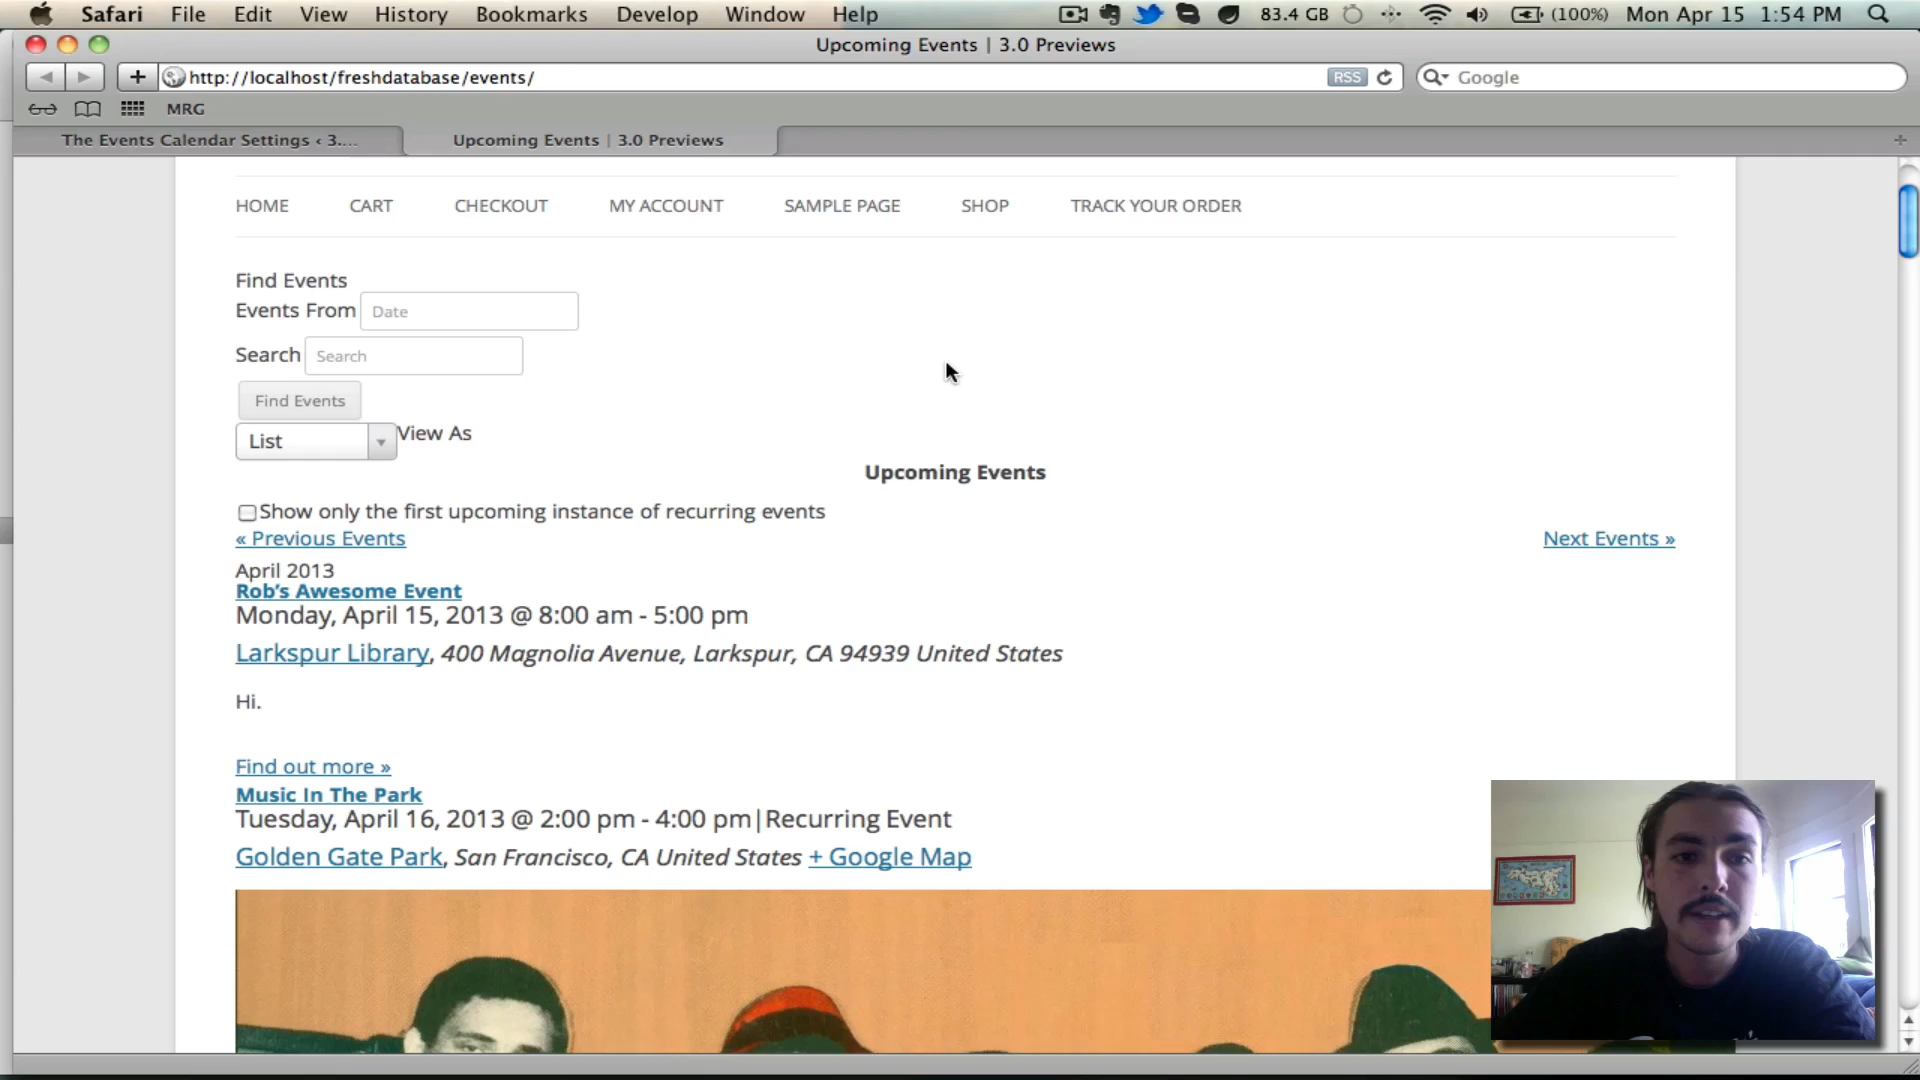 Safari File Edit View History Bookmarks Develop Window Help 83.4 GB (100%) Mon Apr 15 1:54 PM
Upcoming Events | 3.0 Previews
http://localhost/freshdatabase/events/ RSS Google
MRG
The Events Calendar Settings ‹ 3.... Upcoming Events | 3.0 Previews
HOME CART CHECKOUT MY ACCOUNT SAMPLE PAGE SHOP TRACK YOUR ORDER
Find Events
Events From Date
Search Search
Find Events
List View As
Upcoming Events
Show only the first upcoming instance of recurring events
« Previous Events Next Events »
April 2013
Rob’s Awesome Event
Monday, April 15, 2013 @ 8:00 am - 5:00 pm
Larkspur Library, 400 Magnolia Avenue, Larkspur, CA 94939 United States
Hi.
Find out more »
Music In The Park
Tuesday, April 16, 2013 @ 2:00 pm - 4:00 pm|Recurring Event
Golden Gate Park, San Francisco, CA United States + Google Map